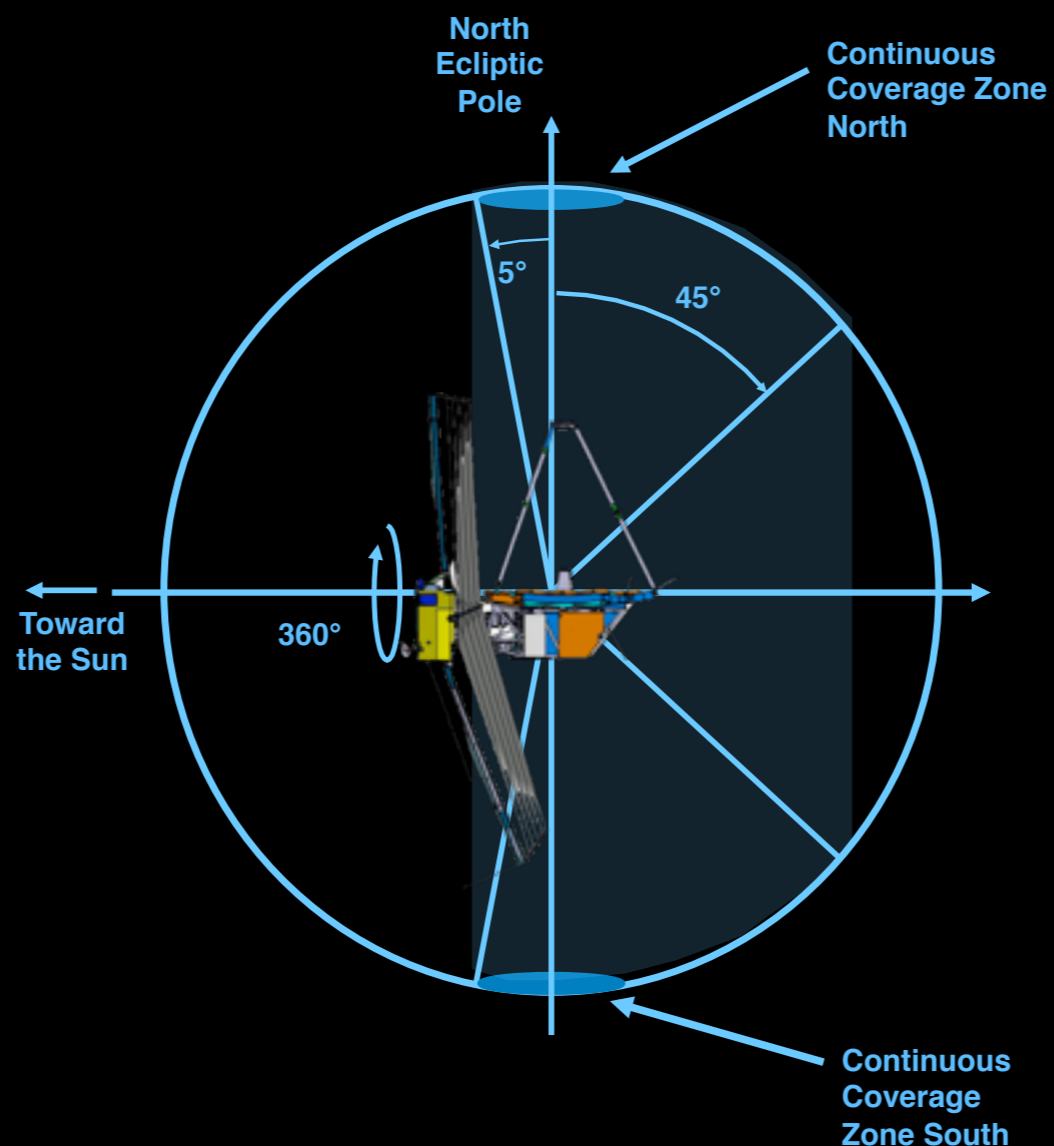 North
Ecliptic
Pole
Continuous
Coverage Zone
North
5°
45°
Toward
the Sun
360°
Continuous
Coverage
Zone South